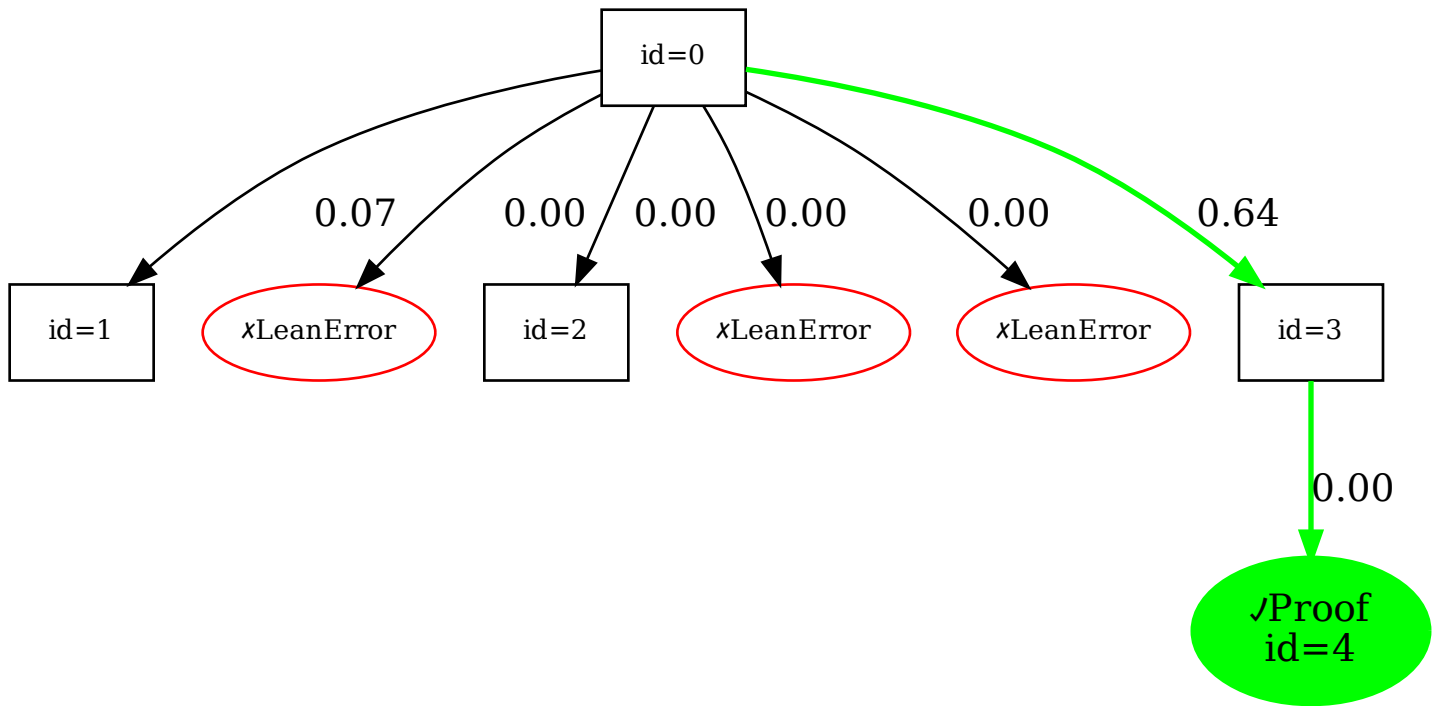 id=0
0.07
0.00
0.00
0.00
0.00
0.64
id=1
✗LeanError
id=2
✗LeanError
✗LeanError
id=3
0.00
✓Proof
id=4